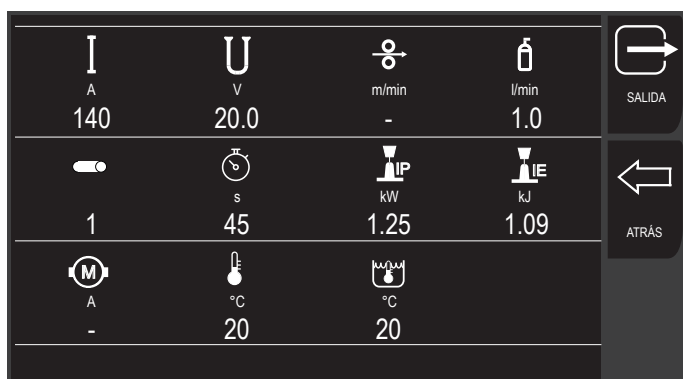 A V m/min l/min
140 20.0 - 1.0
SALIDA
IP IE
s kW kJ
1 45 1.25 1.09
ATRÁS
M
A °C °C
- 20 20